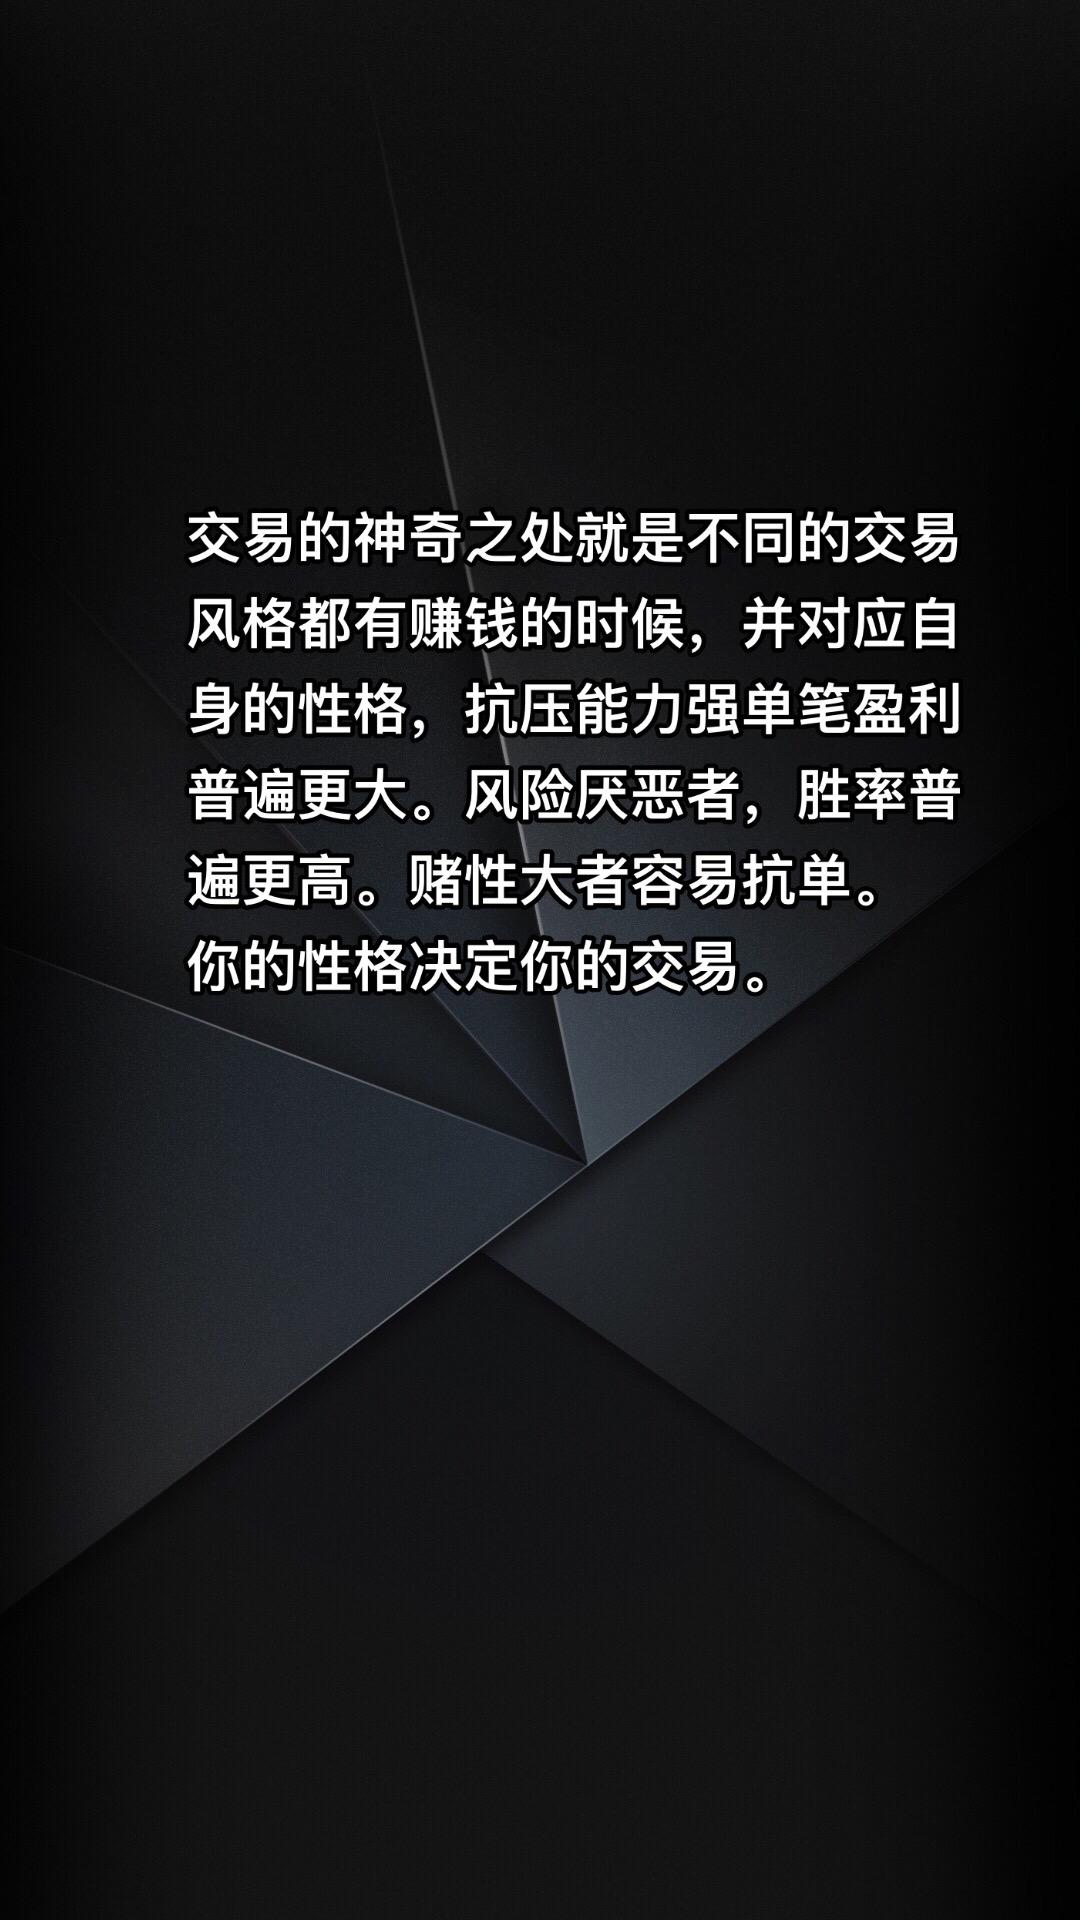 交易的神奇之处就是不同的交易
风格都有赚钱的时候，并对应自
身的性格，抗压能力强单笔盈利
普遍更大。风险厌恶者，胜率普
遍更高。赌性大者容易抗单。
你的性格决定你的交易。